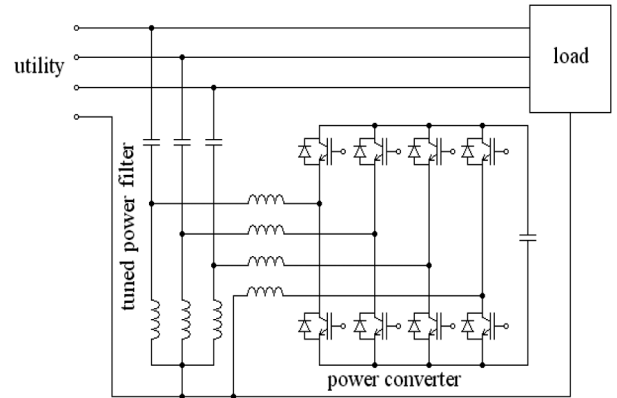 utility
load
tuned power filter
power converter